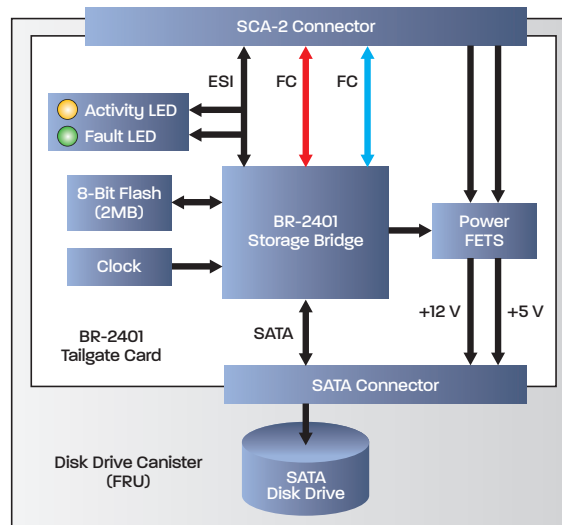 SCA-2 Connector
ESI
FC
FC
Activity LED
Fault LED
8-Bit Flash
(2MB)
BR-2401
Storage Bridge
Power
FETS
Clock
+12 V
+5 V
SATA
BR-2401
Tailgate Card
SATA Connector
Disk Drive Canister
(FRU)
SATA
Disk Drive